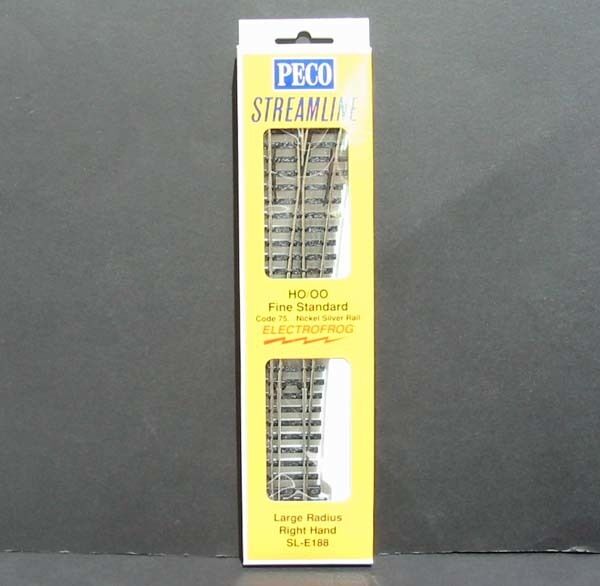 PECO
STREAMLINE
HO/OO
Fine Standard
Code 75. Nickel Silver Rail
ELECTROFROG
Large Radius
Right Hand
SL-E188